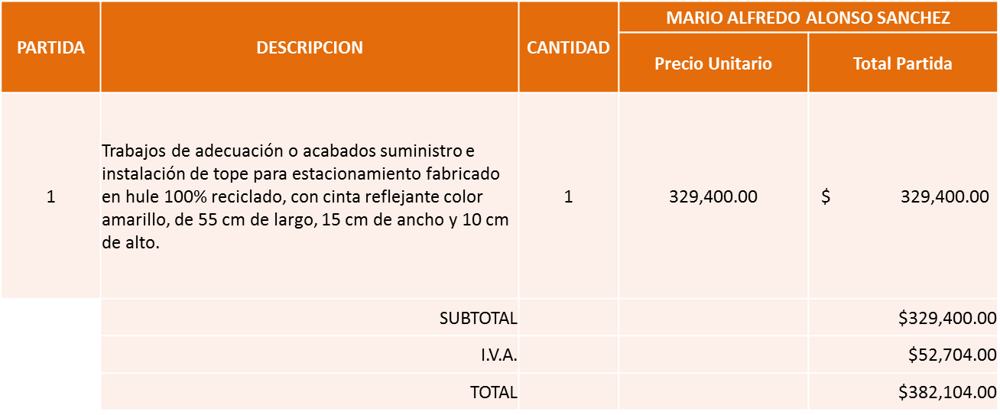 PARTIDA
DESCRIPCION
CANTIDAD
MARIO ALFREDO ALONSO SANCHEZ
Precio Unitario
Total Partida
1
Trabajos de adecuación o acabados suministro e
instalación de tope para estacionamiento fabricado
en hule 100% reciclado, con cinta reflejante color
amarillo, de 55 cm de largo, 15 cm de ancho y 10 cm
de alto.
1
329,400.00
$ 329,400.00
SUBTOTAL
$329,400.00
I.V.A.
$52,704.00
TOTAL
$382,104.00